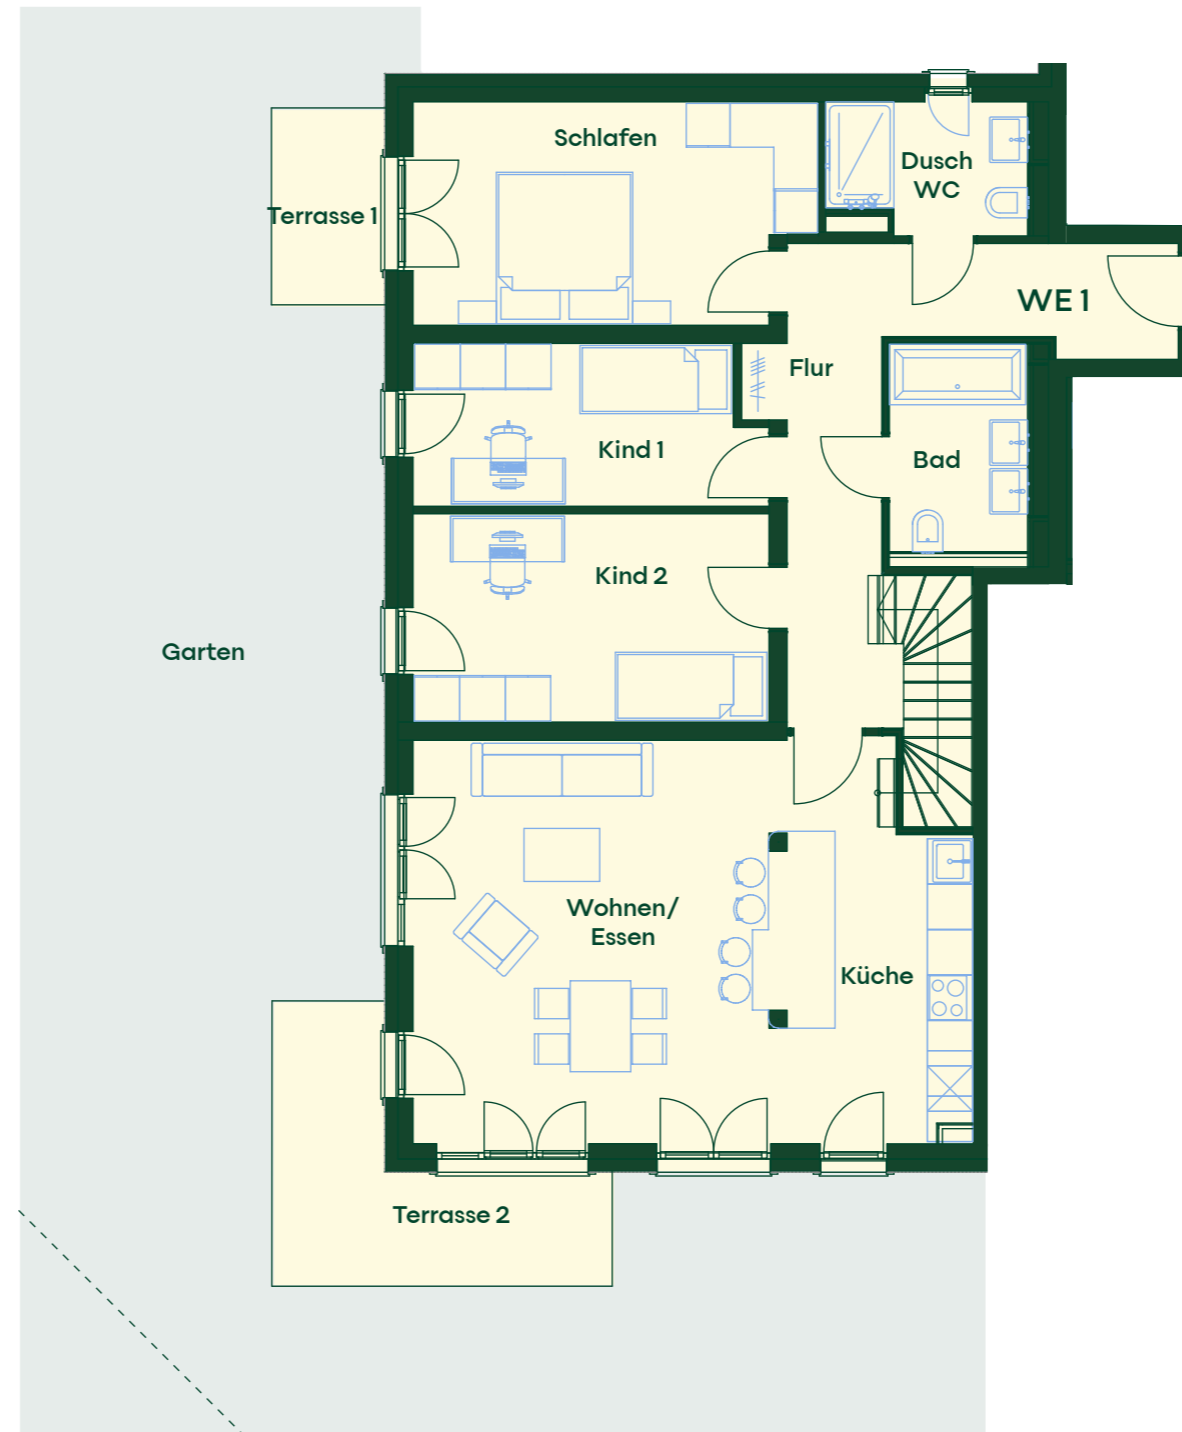 Schlafen
Dusch
WC
Terrasse 1
WE 1
Flur
Kind 1
Bad
Kind 2
Garten
Wohnen/
Essen
Küche
Terrasse 2